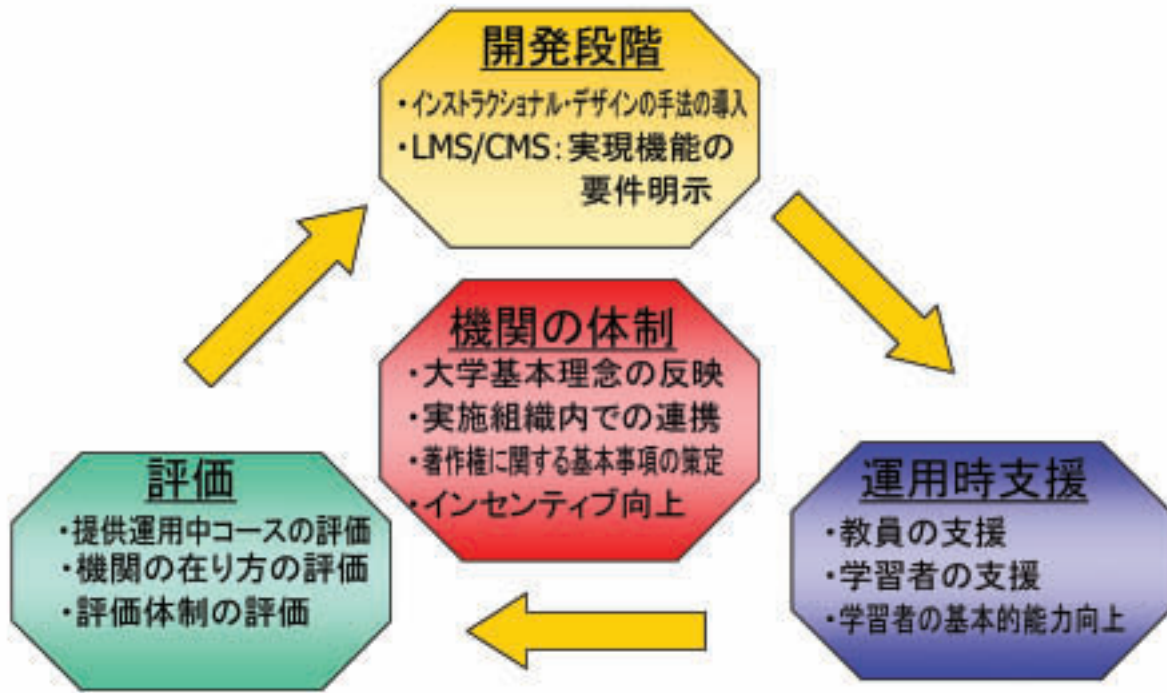 開発段階
・インストラクショナル・デザインの手法の導入
・LMS/CMS：実現機能の
要件明示
機関の体制
・大学基本理念の反映
・実施組織内での連携
・著作権に関する基本事項の策定
・インセンティブ向上
評価
・提供運用中コースの評価
・機関の在り方の評価
・評価体制の評価
運用時支援
・教員の支援
・学習者の支援
・学習者の基本的能力向上